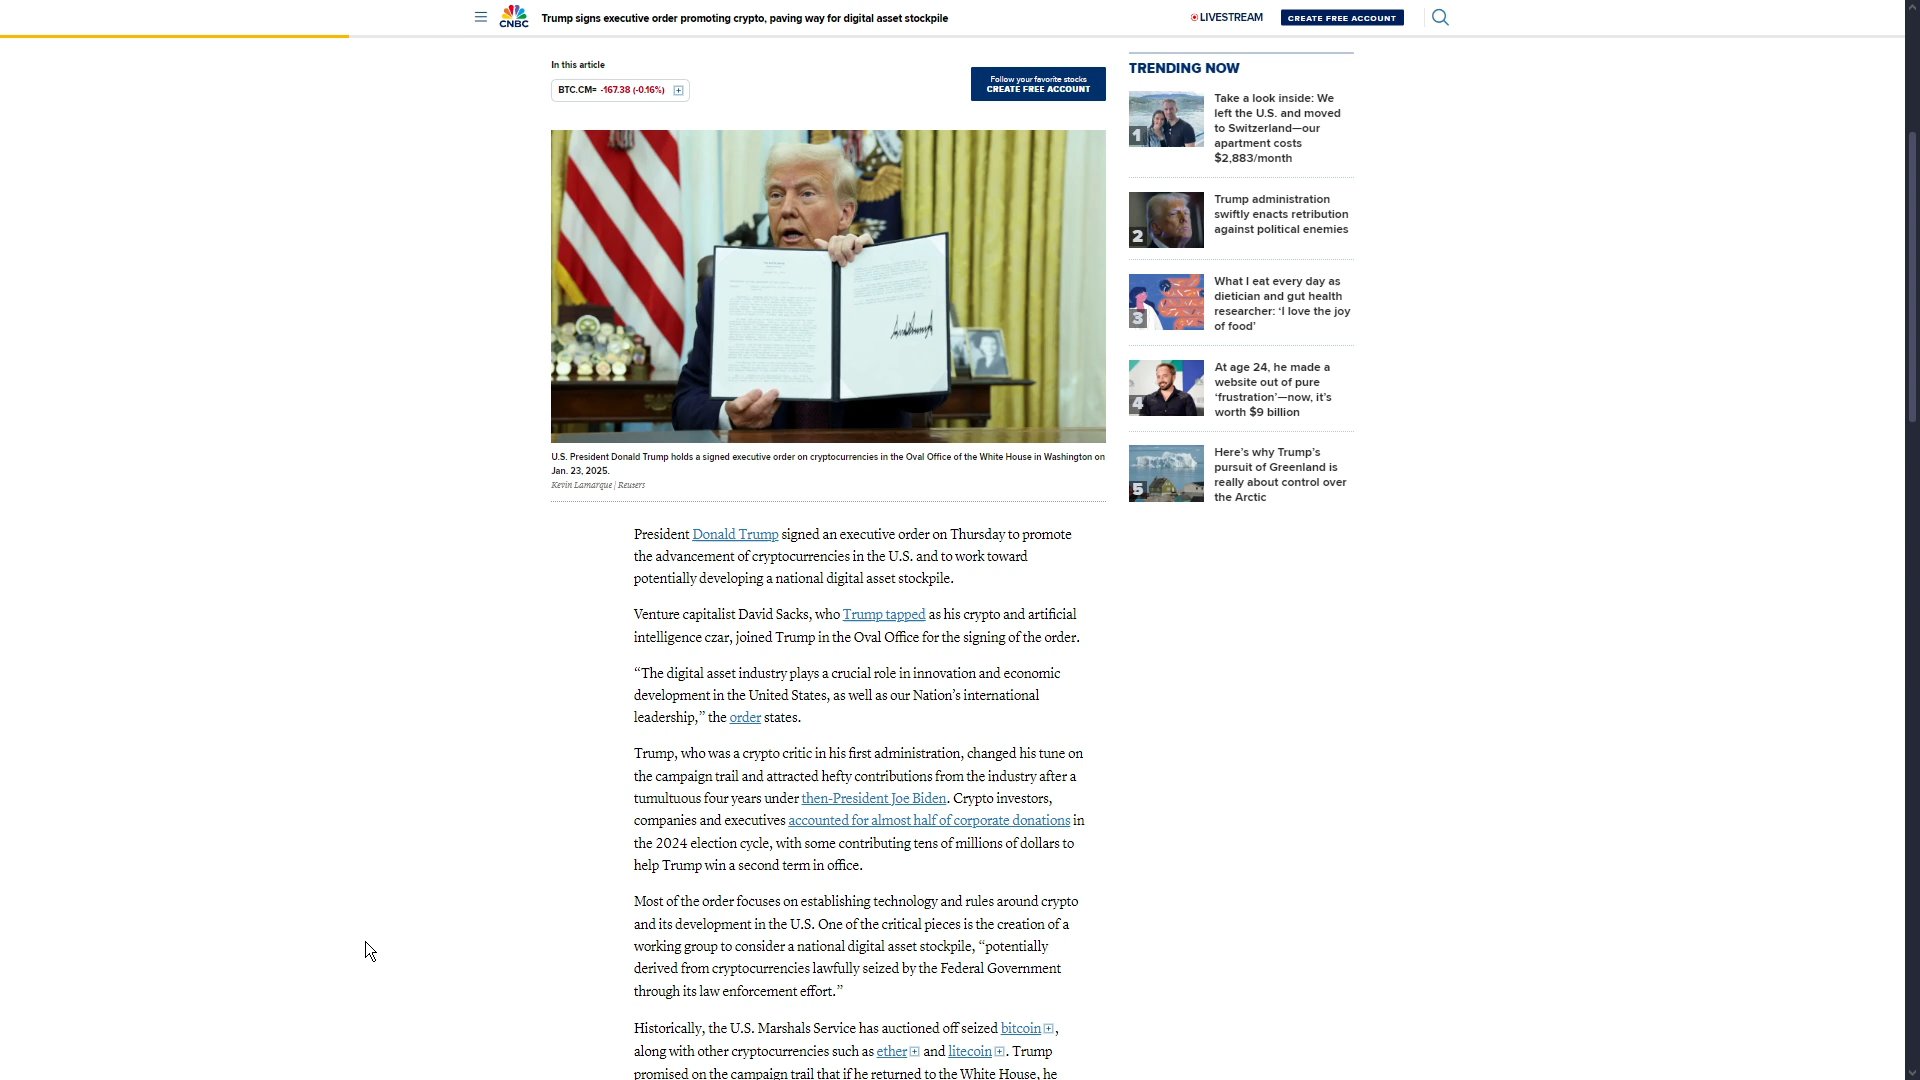 CNBC
Trump signs executive order promoting crypto, paving way for digital asset stockpile
LIVESTREAM
CREATE FREE ACCOUNT
In this article
BTC.CM= -167.38 (-0.16%)
Follow your favorite stocks
CREATE FREE ACCOUNT
U.S. President Donald Trump holds a signed executive order on cryptocurrencies in the Oval Office of the White House in Washington on
Jan. 23, 2025.
Kevin Lamarque | Reuters
President Donald Trump signed an executive order on Thursday to promote
the advancement of cryptocurrencies in the U.S. and to work toward
potentially developing a national digital asset stockpile.
Venture capitalist David Sacks, who Trump tapped as his crypto and artificial
intelligence czar, joined Trump in the Oval Office for the signing of the order.
“The digital asset industry plays a crucial role in innovation and economic
development in the United States, as well as our Nation’s international
leadership,” the order states.
Trump, who was a crypto critic in his first administration, changed his tune on
the campaign trail and attracted hefty contributions from the industry after a
tumultuous four years under then-President Joe Biden. Crypto investors,
companies and executives accounted for almost half of corporate donations in
the 2024 election cycle, with some contributing tens of millions of dollars to
help Trump win a second term in office.
Most of the order focuses on establishing technology and rules around crypto
and its development in the U.S. One of the critical pieces is the creation of a
working group to consider a national digital asset stockpile, “potentially
derived from cryptocurrencies lawfully seized by the Federal Government
through its law enforcement effort.”
Historically, the U.S. Marshals Service has auctioned off seized bitcoin,
along with other cryptocurrencies such as ether and litecoin. Trump
promised on the campaign trail that if he returned to the White House, he
TRENDING NOW
1
Take a look inside: We
left the U.S. and moved
to Switzerland—our
apartment costs
$2,883/month
2
Trump administration
swiftly enacts retribution
against political enemies
3
What I eat every day as
dietician and gut health
researcher: ‘I love the joy
of food’
4
At age 24, he made a
website out of pure
‘frustration’—now, it’s
worth $9 billion
5
Here’s why Trump’s
pursuit of Greenland is
really about control over
the Arctic